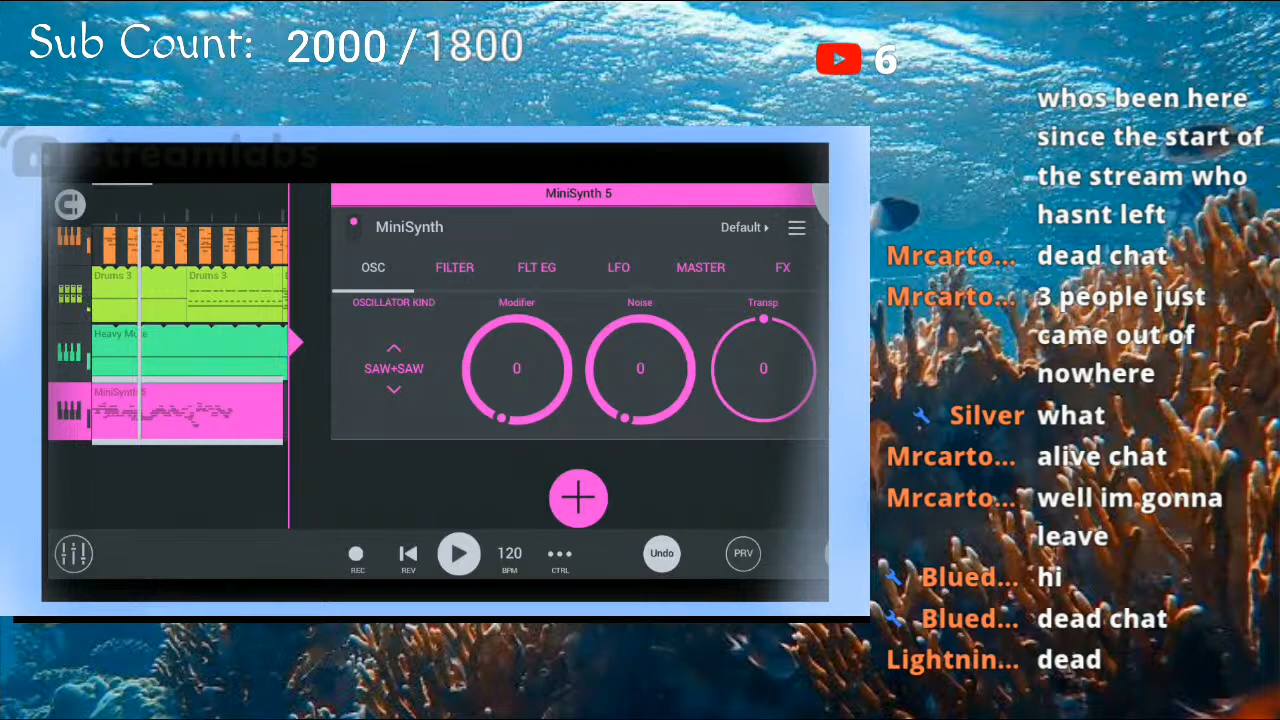 Sub Count: 2000 / 1800
6
streamlabs
MiniSynth 5
MiniSynth
Default
OSC FILTER FLT EG LFO MASTER FX
OSCILLATOR KIND Modifier Noise Transp
SAW+SAW 0 0 0
Drums 3 Drums 3
Heavy Mute
MiniSynth 5
120 Undo PRV
REC REV BPM CTRL
whos been here
since the start of
the stream who
hasnt left
Mrcarto... dead chat
Mrcarto... 3 people just
came out of
nowhere
Silver what
Mrcarto... alive chat
Mrcarto... well im gonna
leave
Blued... hi
Blued... dead chat
Lightnin... dead